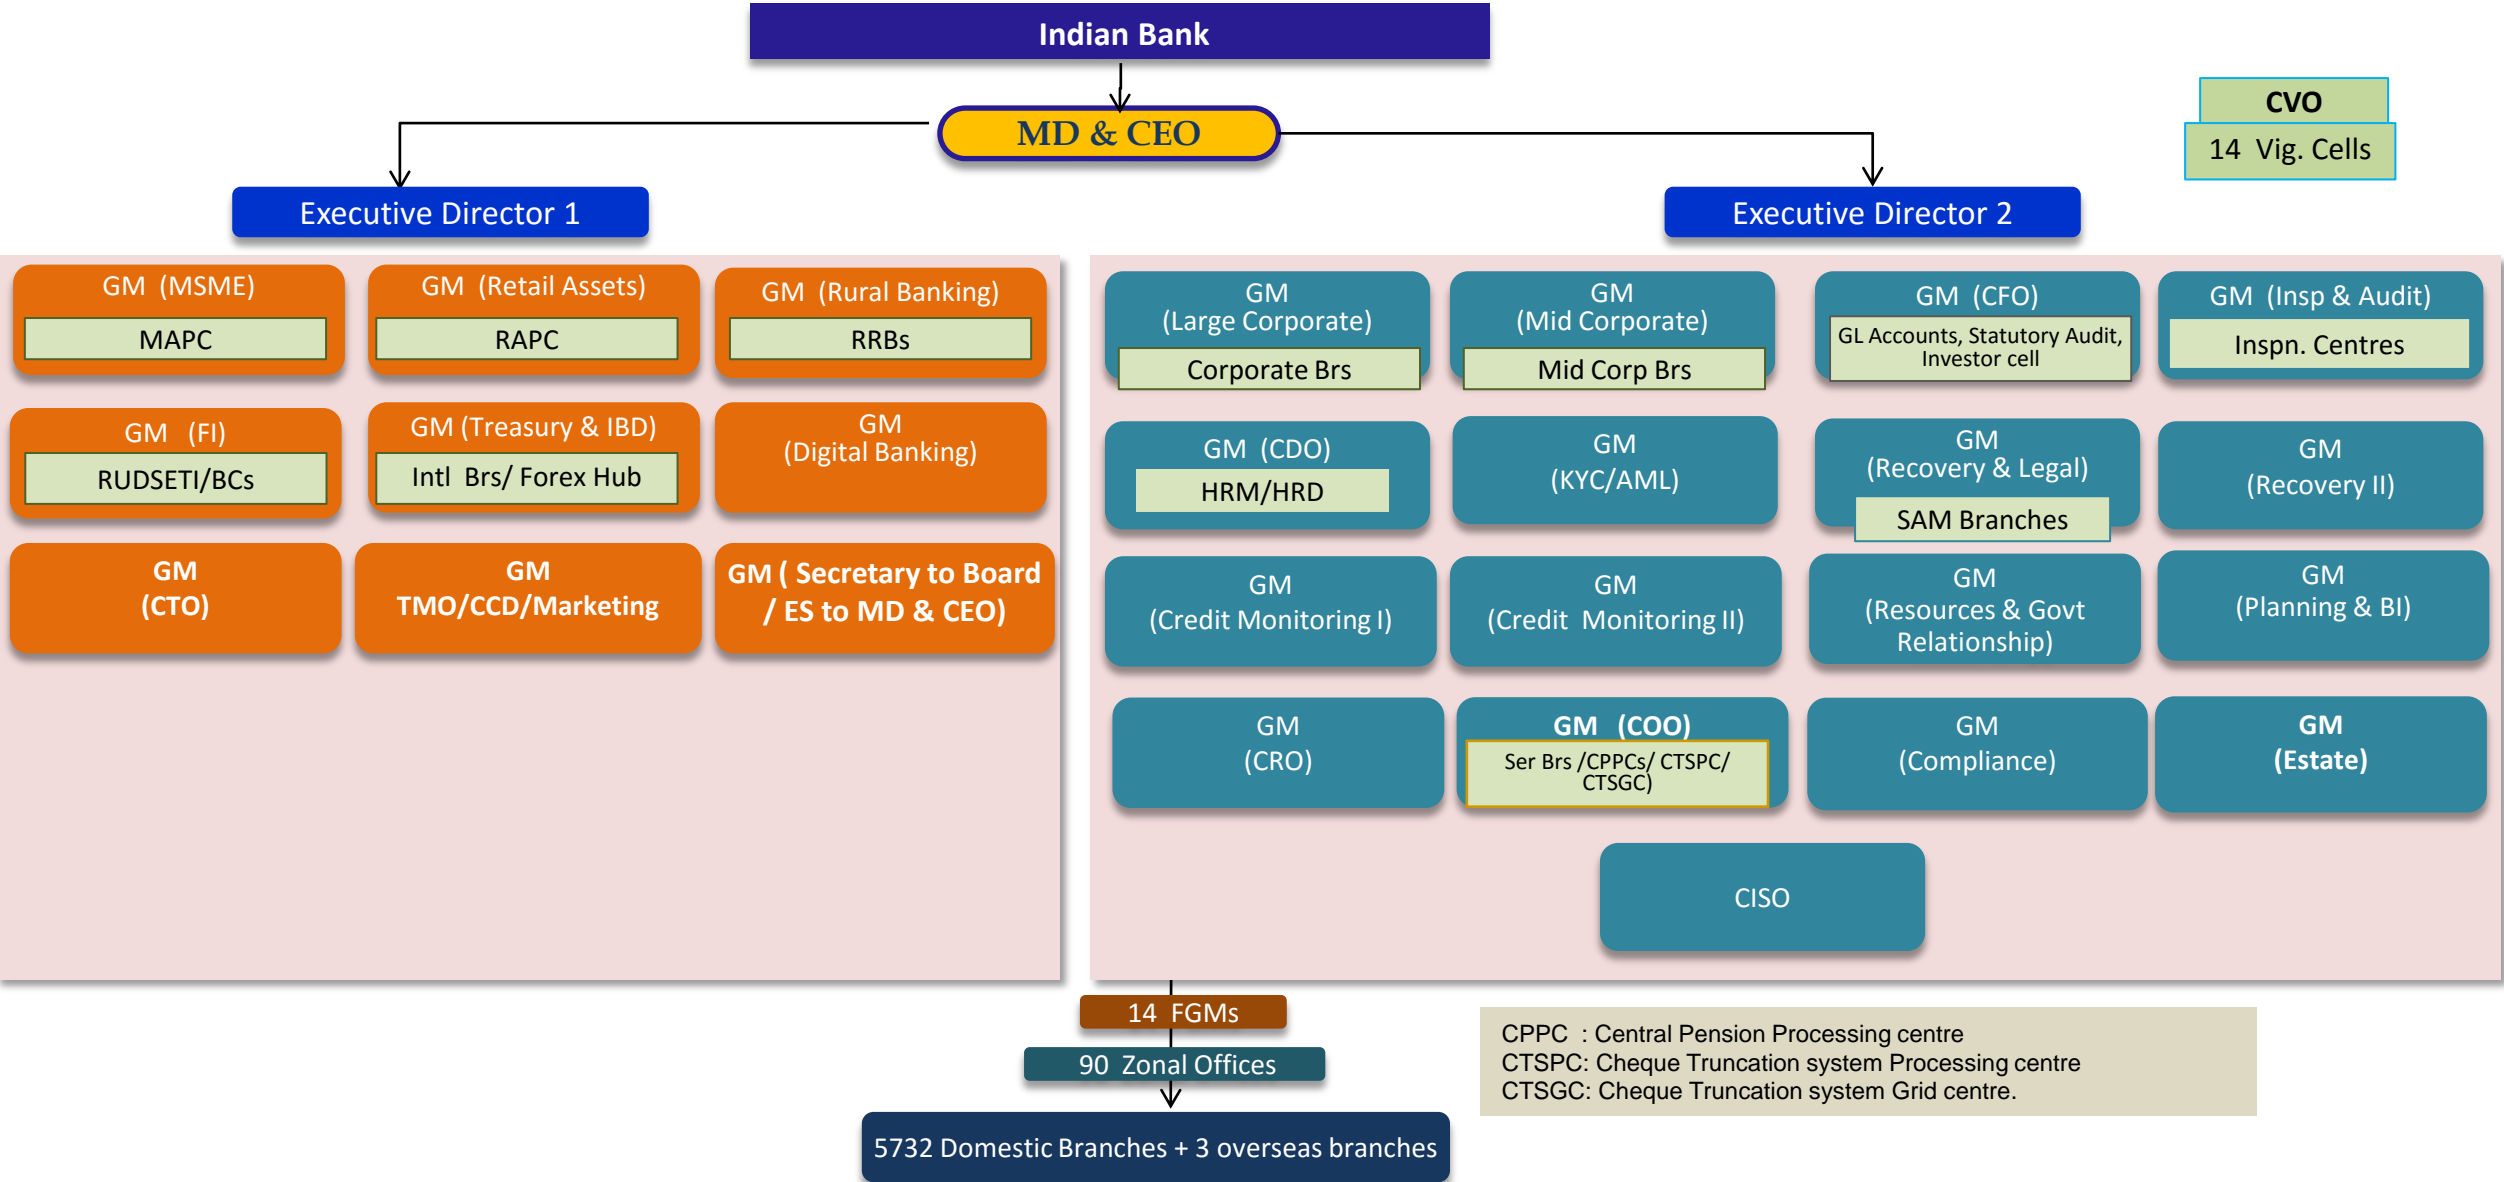 Indian Bank
MD & CEO
CVO
14 Vig. Cells
Executive Director 1
Executive Director 2
GM (MSME)
MAPC
GM (Retail Assets)
RAPC
GM (Rural Banking)
RRBs
GM (FI)
RUDSETI/BCs
GM (Treasury & IBD)
Intl Brs/ Forex Hub
GM
(Digital Banking)
GM
(CTO)
GM
TMO/CCD/Marketing
GM ( Secretary to Board
/ ES to MD & CEO)
GM
(Large Corporate)
Corporate Brs
GM
(Mid Corporate)
Mid Corp Brs
GM (CFO)
GL Accounts, Statutory Audit,
Investor cell
GM (Insp & Audit)
Inspn. Centres
GM (CDO)
HRM/HRD
GM
(KYC/AML)
GM
(Recovery & Legal)
SAM Branches
GM
(Recovery II)
GM
(Credit Monitoring I)
GM
(Credit Monitoring II)
GM
(Resources & Govt
Relationship)
GM
(Planning & BI)
GM
(CRO)
GM (COO)
Ser Brs /CPPCs/ CTSPC/
CTSGC)
GM
(Compliance)
GM
(Estate)
CISO
14 FGMs
90 Zonal Offices
5732 Domestic Branches + 3 overseas branches
CPPC : Central Pension Processing centre
CTSPC: Cheque Truncation system Processing centre
CTSGC: Cheque Truncation system Grid centre.